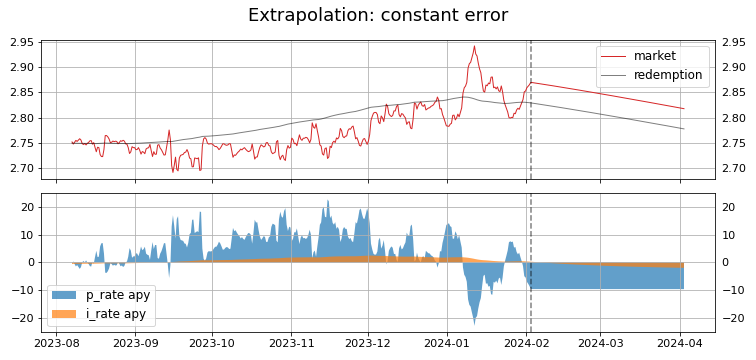 Extrapolation: constant error
2.95 2.95
2.90 2.90
2.85 2.85
2.80 2.80
2.75 2.75
2.70 2.70
market
redemption
20 20
10 10
0 0
−10 −10
−20 −20
p_rate apy
i_rate apy
2023-08 2023-09 2023-10 2023-11 2023-12 2024-01 2024-02 2024-03 2024-04